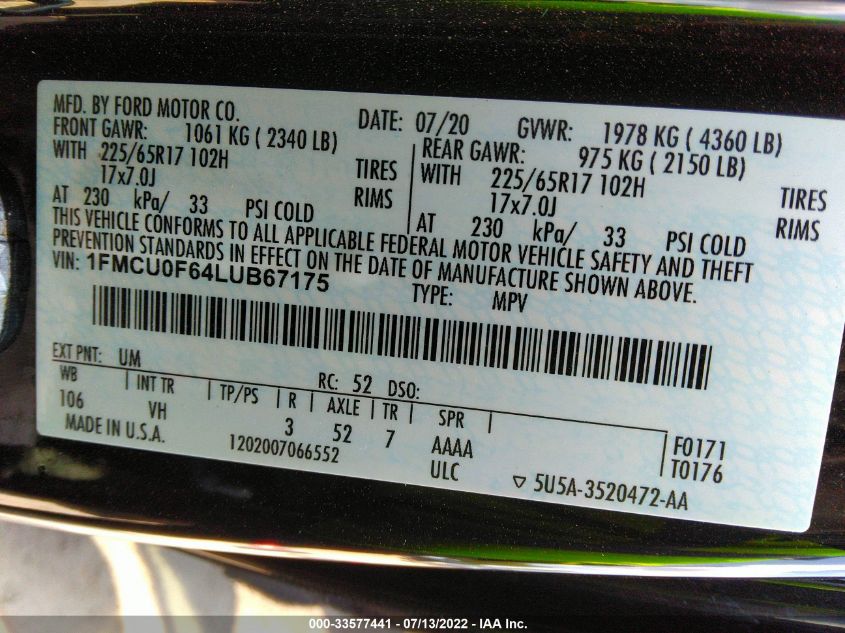 MFD. BY FORD MOTOR CO.
DATE: 07/20
GVWR: 1978 KG ( 4360 LB)
FRONT GAWR: 1061 KG ( 2340 LB)
REAR GAWR: 975 KG ( 2150 LB)
WITH 225/65R17 102H TIRES
WITH 225/65R17 102H TIRES
17x7.0J RIMS
17x7.0J RIMS
AT 230 kPa/ 33 PSI COLD
AT 230 kPa/ 33 PSI COLD
THIS VEHICLE CONFORMS TO ALL APPLICABLE FEDERAL MOTOR VEHICLE SAFETY AND THEFT
PREVENTION STANDARDS IN EFFECT ON THE DATE OF MANUFACTURE SHOWN ABOVE.
VIN: 1FMCU0F64LUB67175
TYPE: MPV
EXT PNT: UM
RC: 52 DSO:
WB INT TR TP/PS R AXLE TR SPR
106 VH 3 52 7 AAAA F0171
MADE IN U.S.A. 1202007066552 ULC T0176
▽ 5U5A-3520472-AA
000-33577441 - 07/13/2022 - IAA Inc.